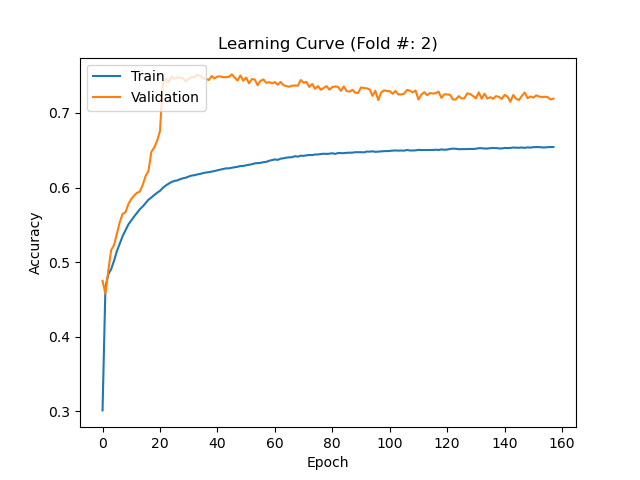 Learning Curve (Fold #: 2)
Train
Validation
0.7
0.6
0.5
0.4
0.3
Accuracy
0 20 40 60 80 100 120 140 160
Epoch